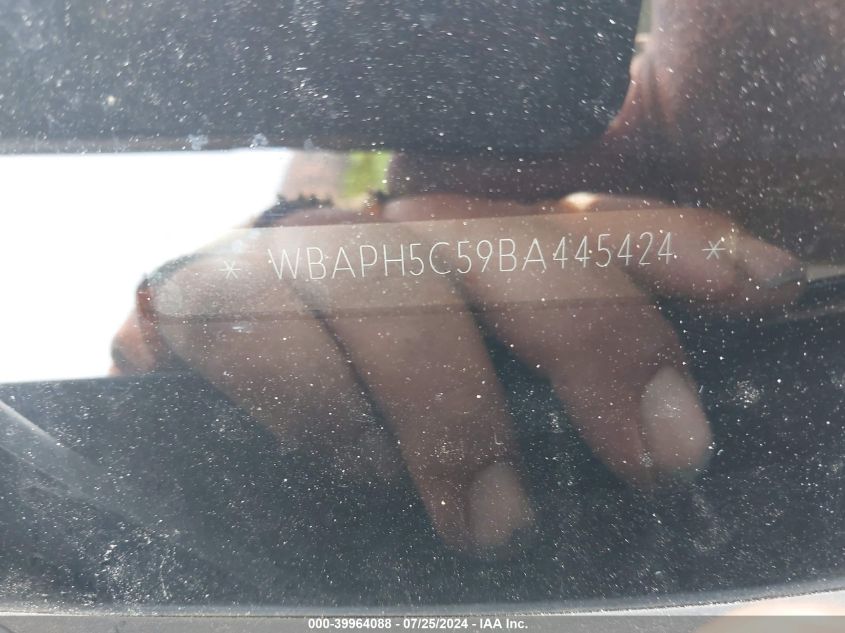 * WBAPH5C59BA445424 *
000-39964088 - 07/25/2024 - IAA Inc.